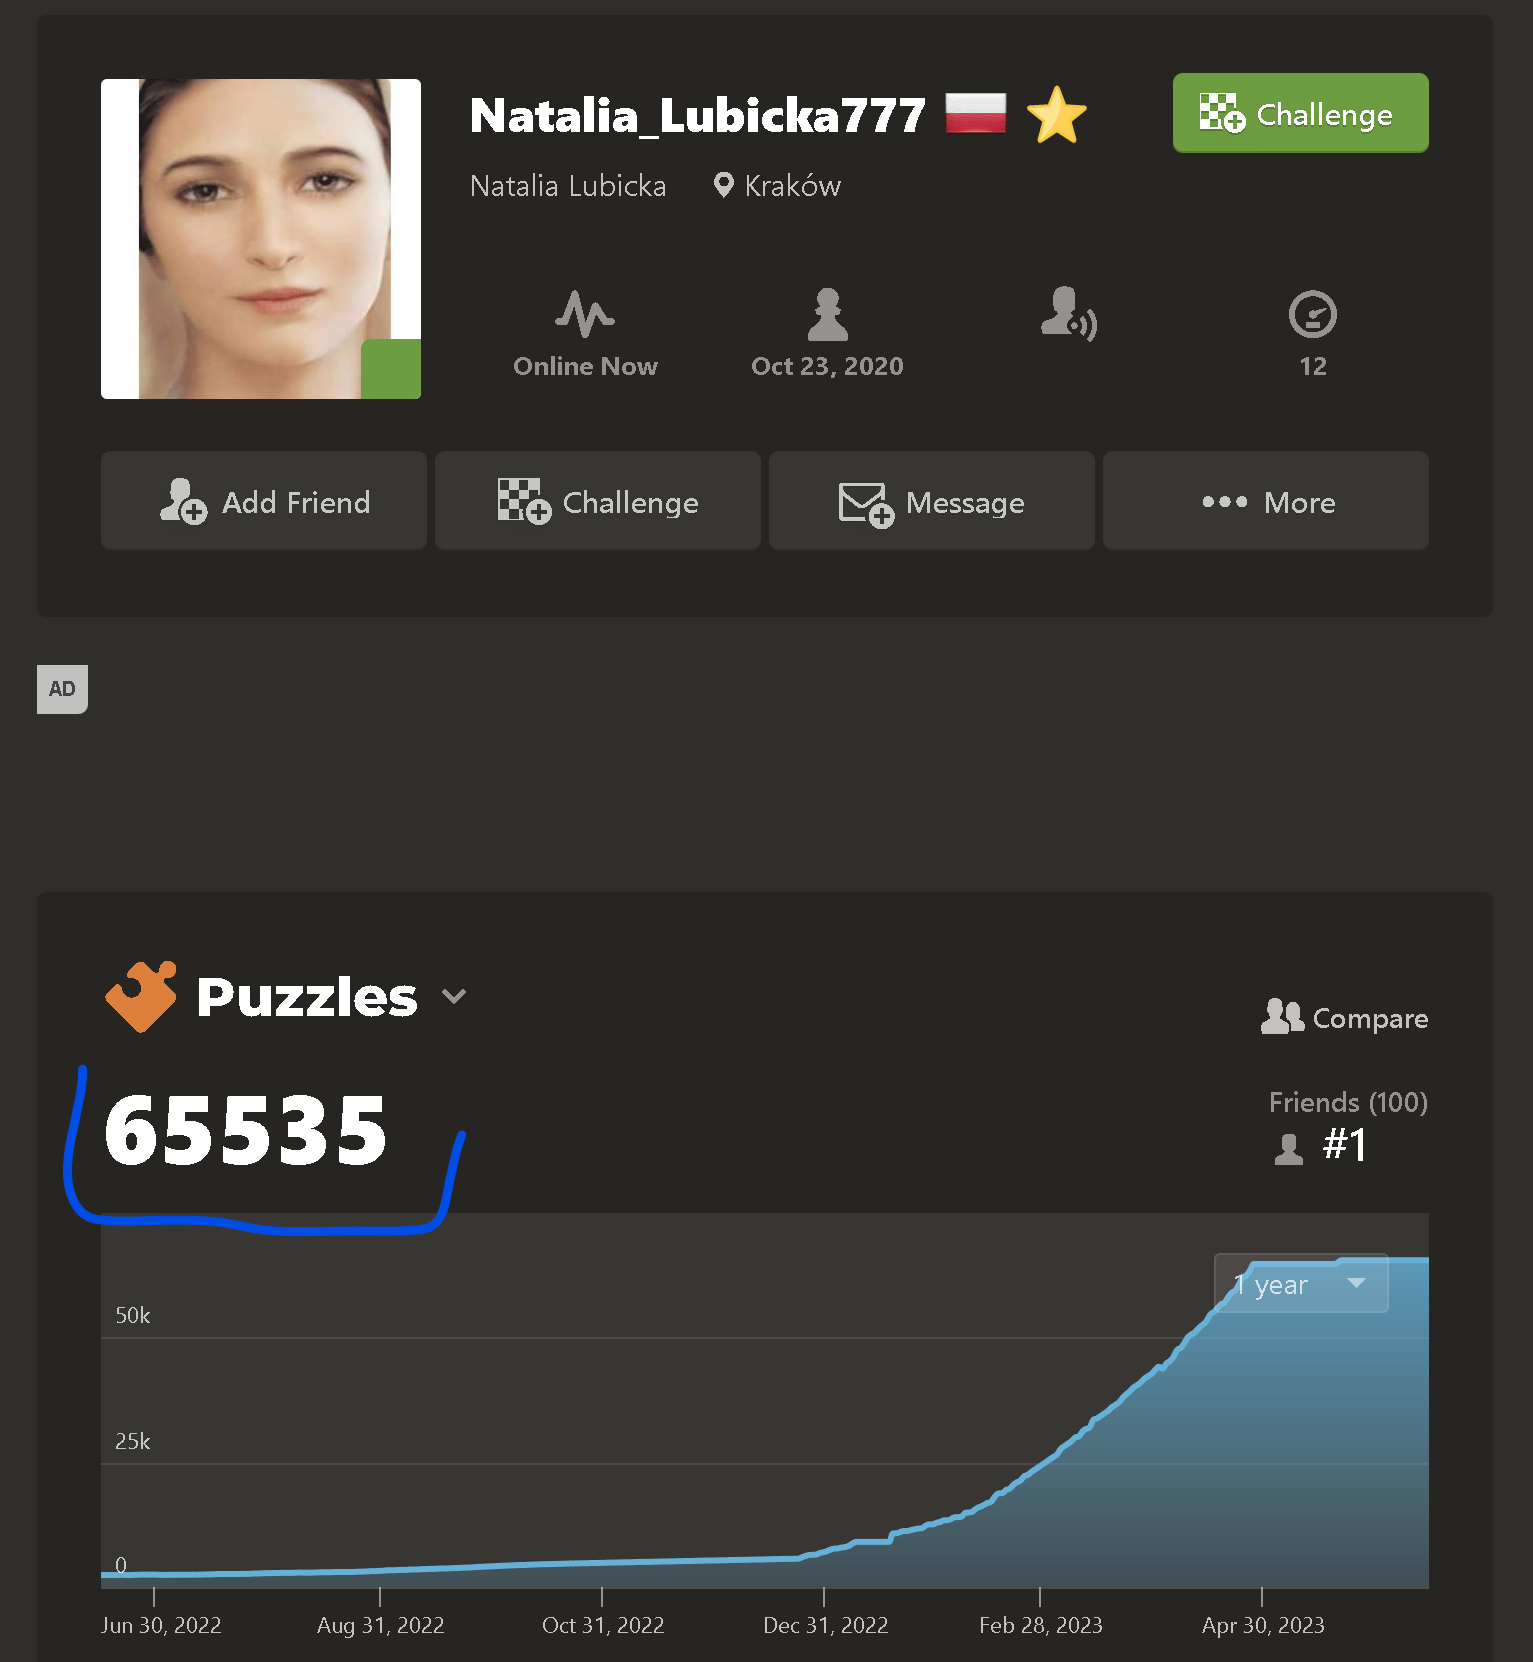 Natalia_Lubicka777
Challenge
Natalia Lubicka
Kraków
Online Now
Oct 23, 2020
12
Add Friend
Challenge
Message
More
AD
Puzzles
Compare
65535
Friends (100)
#1
1 year
50k
25k
0
Jun 30, 2022
Aug 31, 2022
Oct 31, 2022
Dec 31, 2022
Feb 28, 2023
Apr 30, 2023